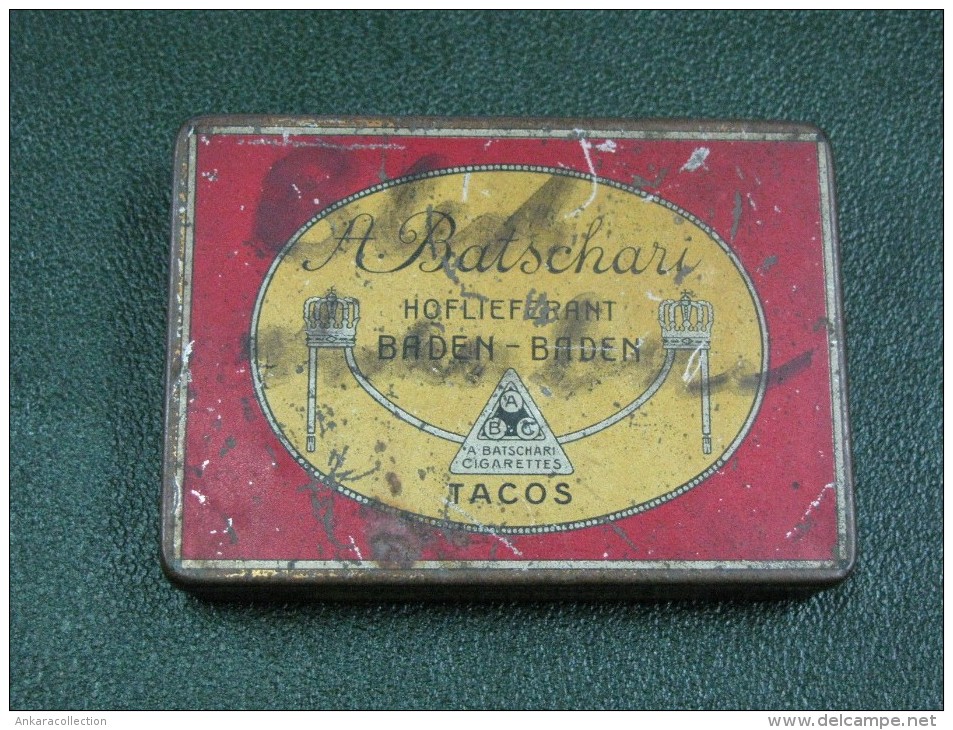 A Batschari
HOFLIEFERANT
BADEN - BADEN
A
B C
A BATSCHARI
CIGARETTES
TACOS
Ankaracollection
www.delcampe.net